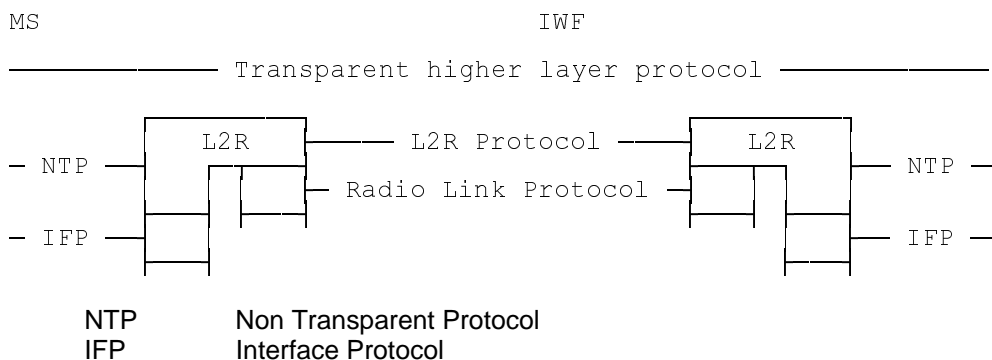 MS IWF
Transparent higher layer protocol
L2R L2R Protocol L2R
NTP NTP
Radio Link Protocol
IFP IFP
NTP Non Transparent Protocol
IFP Interface Protocol